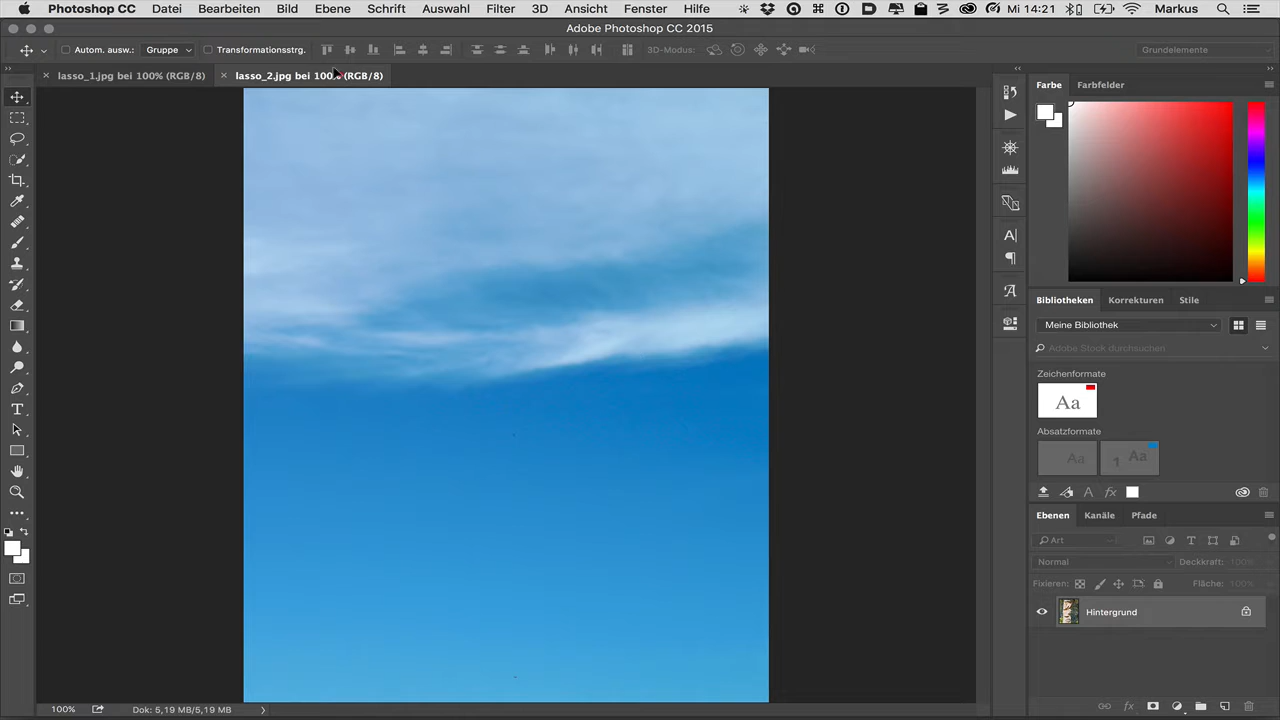 Photoshop CC Datei Bearbeiten Bild Ebene Schrift Auswahl Filter 3D Ansicht Fenster Hilfe Mi 14:21 Markus
Adobe Photoshop CC 2015
Autom. ausw.: Gruppe Transformationsstrg. 3D-Modus: Grundelemente
lasso_1.jpg bei 100% (RGB/8) lasso_2.jpg bei 100% (RGB/8)
Farbe Farbfelder
Bibliotheken Korrekturen Stile
Meine Bibliothek
Adobe Stock durchsuchen
Zeichenformate
Aa
Absatzformate
Aa 1 Aa
Ebenen Kanäle Pfade
Art
Normal Deckkraft: 100%
Fixieren: Fläche: 100%
Hintergrund
100% Dok: 5,19 MB/5,19 MB